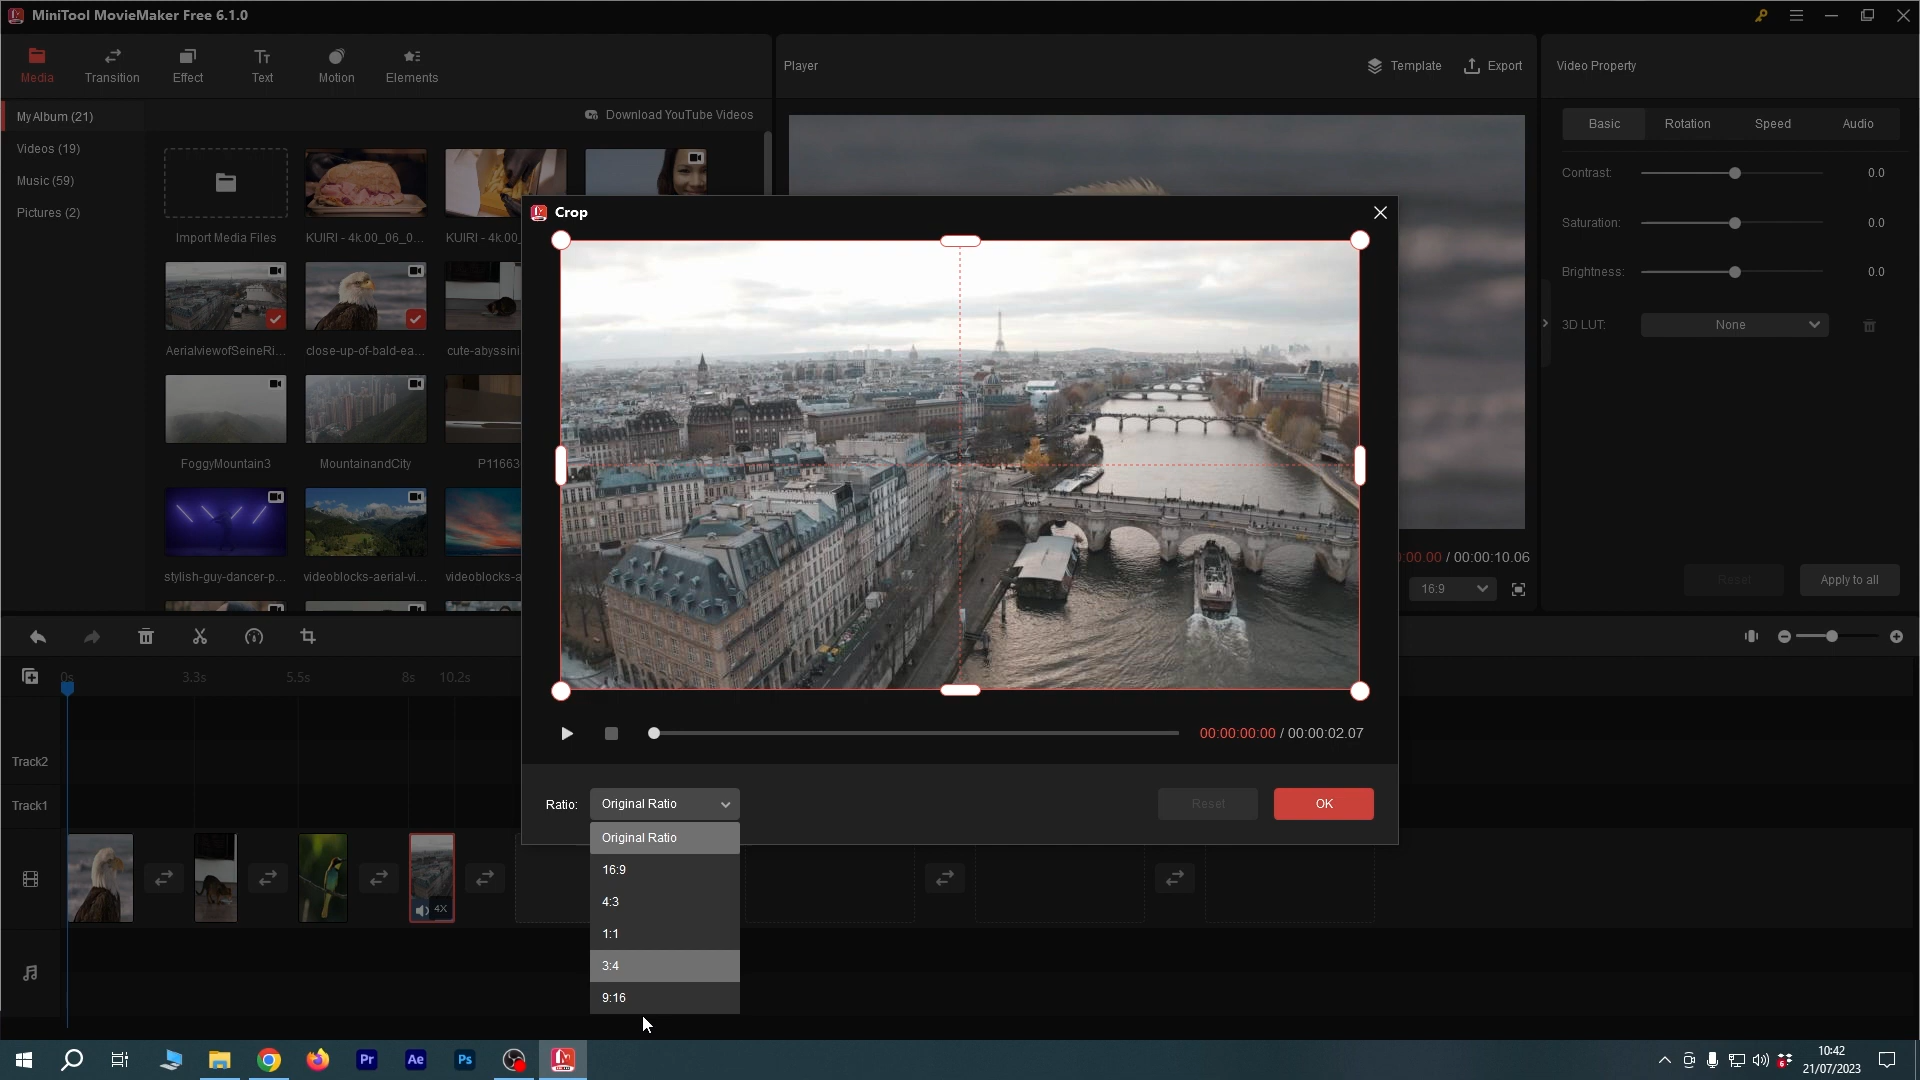 MiniTool MovieMaker Free 6.1.0
Media
Transition
Effect
Text
Motion
Elements
Player
Template
Export
Video Property
My Album (21)
Videos (19)
Music (59)
Pictures (2)
Download YouTube Videos
Import Media Files
KUIRI - 4k.00_06_0...
KUIRI - 4k.00_
AerialviewofSeineRi...
close-up-of-bald-ea...
cute-abyssini
FoggyMountain3
MountainandCity
P11663
stylish-guy-dancer-p...
videoblocks-aerial-vi...
videoblocks-a
Basic
Rotation
Speed
Audio
Contrast:
0.0
Saturation:
0.0
Brightness:
0.0
3D LUT:
None
:00.00 / 00:00:10.06
16:9
Reset
Apply to all
Crop
00:00:00:00 / 00:00:02.07
Ratio:
Original Ratio
Reset
OK
Original Ratio
16:9
4:3
1:1
3:4
9:16
0s
3.3s
5.5s
8s
10.2s
Track2
Track1
4X
Pr
Ae
Ps
10:42
21/07/2023